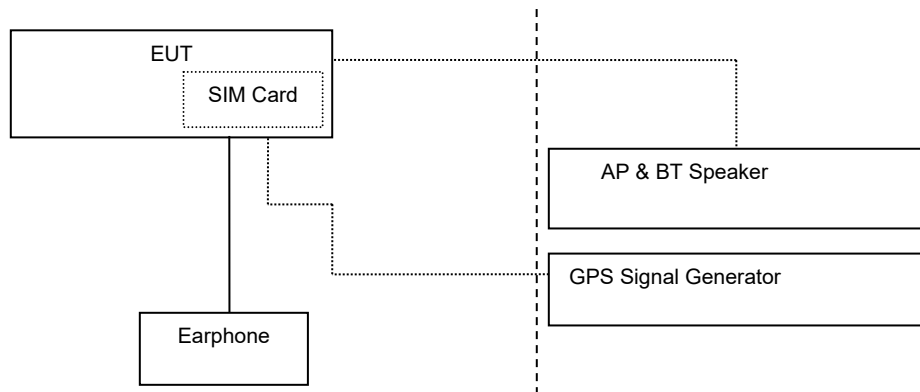 EUT
SIM Card
AP & BT Speaker
GPS Signal Generator
Earphone